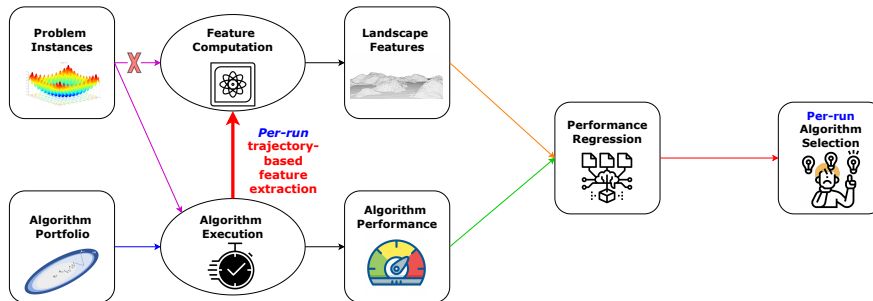 Problem
Instances
X
Feature
Computation
Landscape
Features
Per-run
trajectory-
based
feature
extraction
Performance
Regression
Per-run
Algorithm
Selection
Algorithm
Portfolio
Algorithm
Execution
Algorithm
Performance